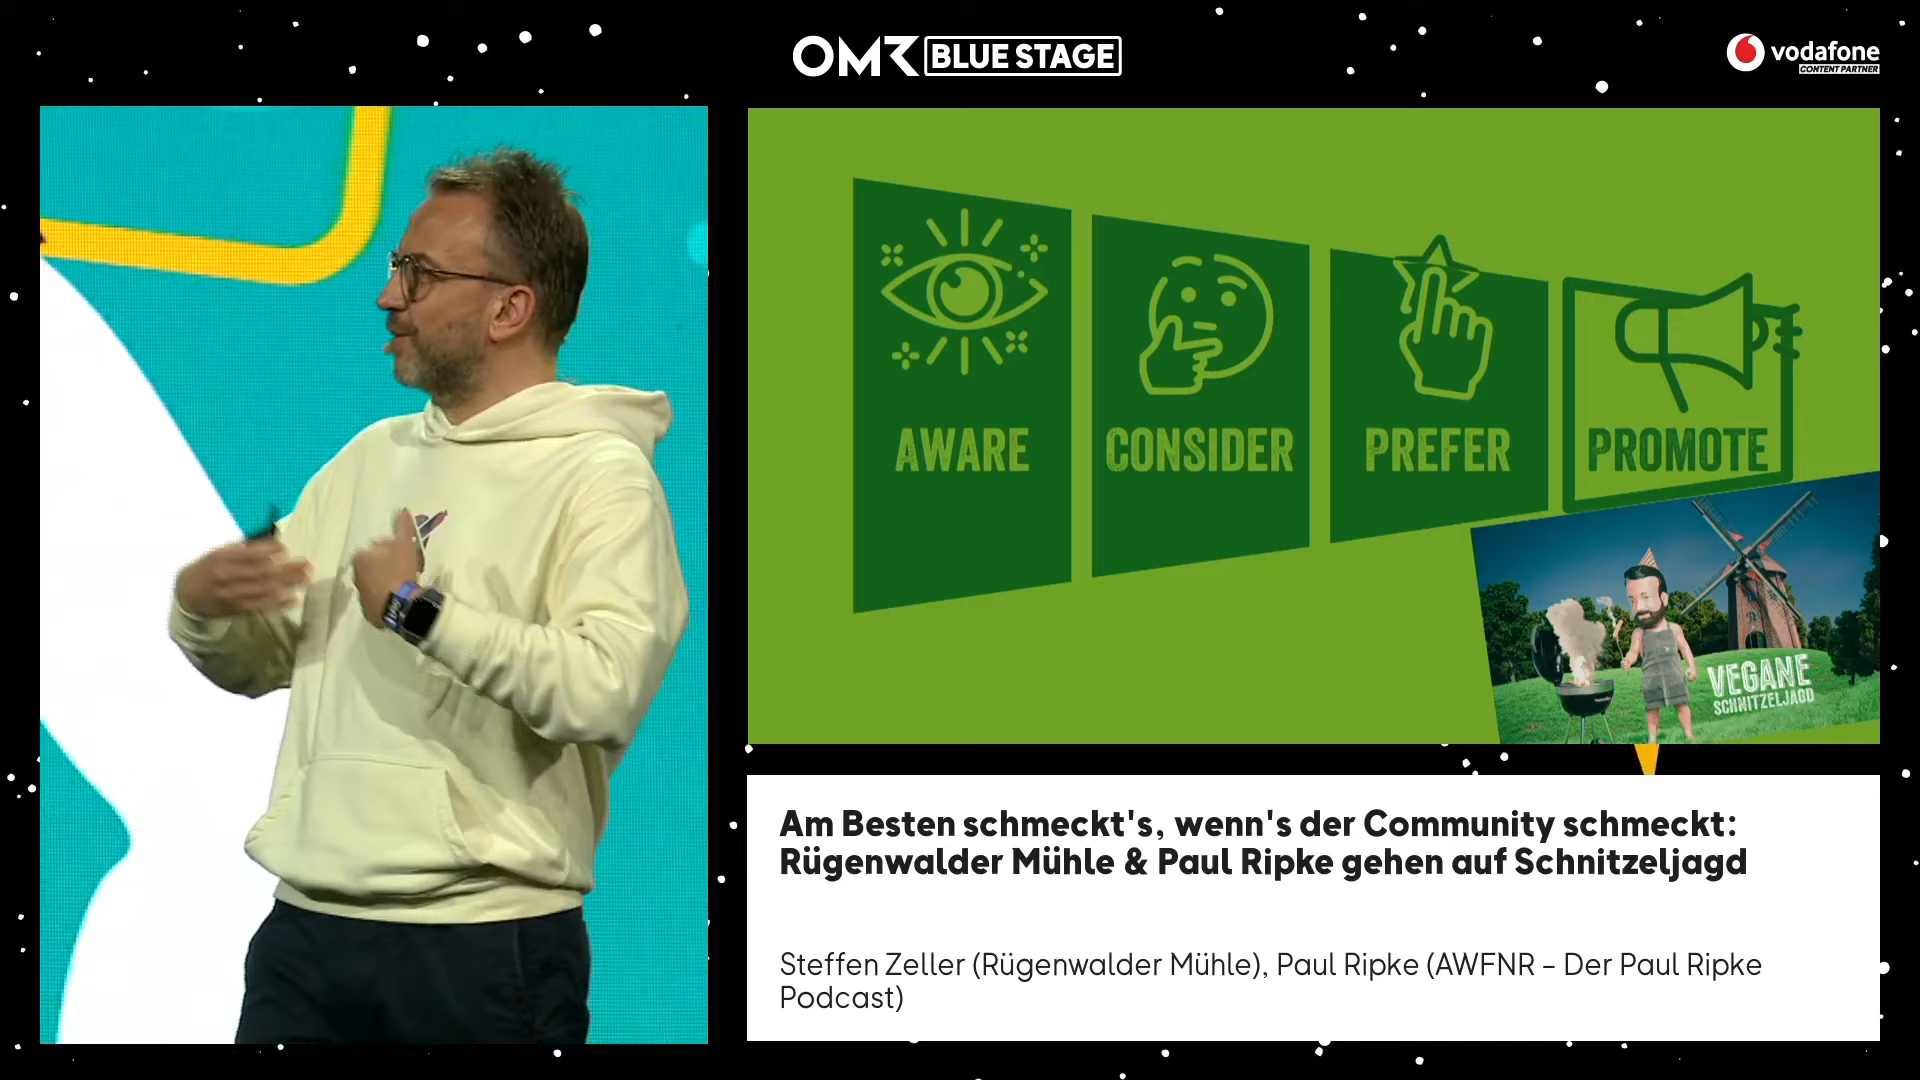 OMR BLUE STAGE
vodafone
CONTENT PARTNER
AWARE
CONSIDER
PREFER
PROMOTE
VEGANE
SCHNITZELJAGD
Am Besten schmeckt's, wenn's der Community schmeckt:
Rügenwalder Mühle & Paul Ripke gehen auf Schnitzeljagd
Steffen Zeller (Rügenwalder Mühle), Paul Ripke (AWFNR – Der Paul Ripke
Podcast)